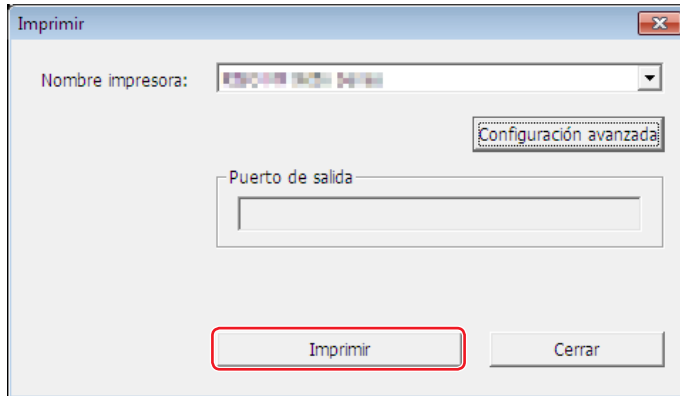 Imprimir
Nombre impresora:
Configuración avanzada
Puerto de salida
Imprimir Cerrar